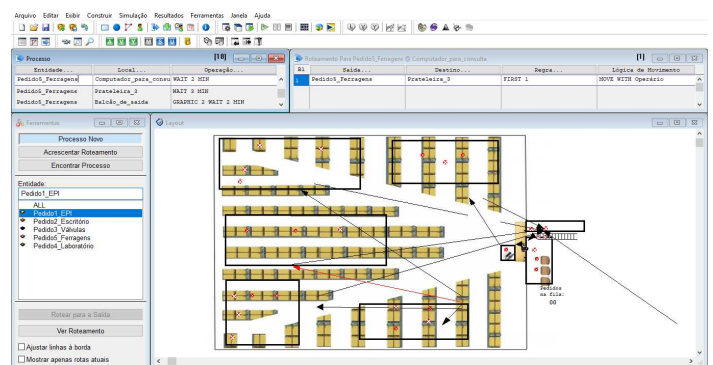 Arquivo Editar Exibir Construir Simulação Resultados Ferramentas Janela Ajuda
Processo [18]
Entidade... Local... Operação...
Pedido5_Ferragens Computador_para_consu WAIT 2 MIN
Pedido5_Ferragens Prateleira_3 WAIT 3 MIN
Pedido5_Ferragens Balcão_de_saida GRAPHIC 2 WAIT 2 MIN
Roteamento Para Pedido5_Ferragens @ Computador_para_consulta [1]
Bl Saída... Destino... Regra... Lógica de Movimento
1 Pedido5_Ferragens Prateleira_3 FIRST 1 MOVE WITH Operário
Ferramentas
Processo Novo
Acrescentar Roteamento
Encontrar Processo
Entidade:
Pedido1_EPI
ALL
Pedido1_EPI
Pedido2_Escritório
Pedido3_Válvulas
Pedido5_Ferragens
Pedido4_Laboratório
Rotear para a Saída
Ver Roteamento
Ajustar linhas à borda
Mostrar apenas rotas atuais
Layout
Pedidos
na fila:
00